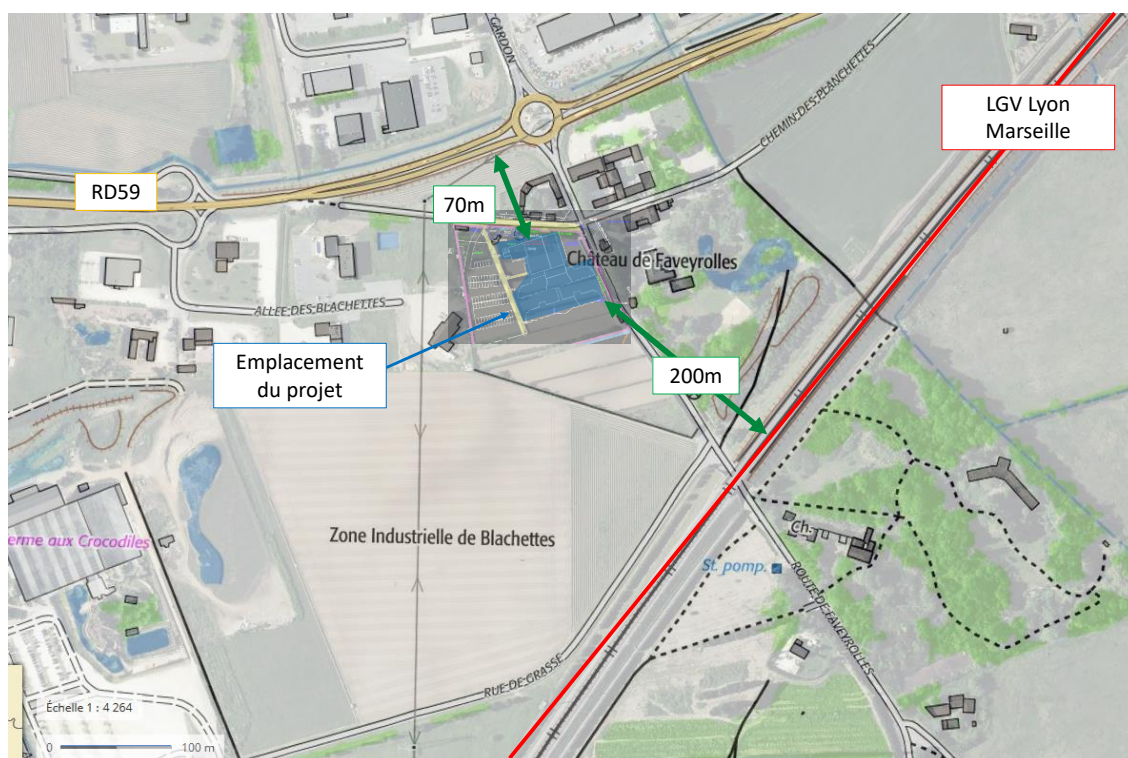 GARDON
CHEMIN-DES-PLANCHETTES
LGV Lyon
Marseille
RD59
70m
Château de Faveyrolles
ALLEE-DES-BLACHETTES
Emplacement
du projet
200m
Zone Industrielle de Blachettes
erme aux Crocodiles
Ch.
St. pomp.
ROUTE-DE-FAVEYROLLES
RUE-DE-GRASSE
Échelle 1 : 4 264
0 100 m